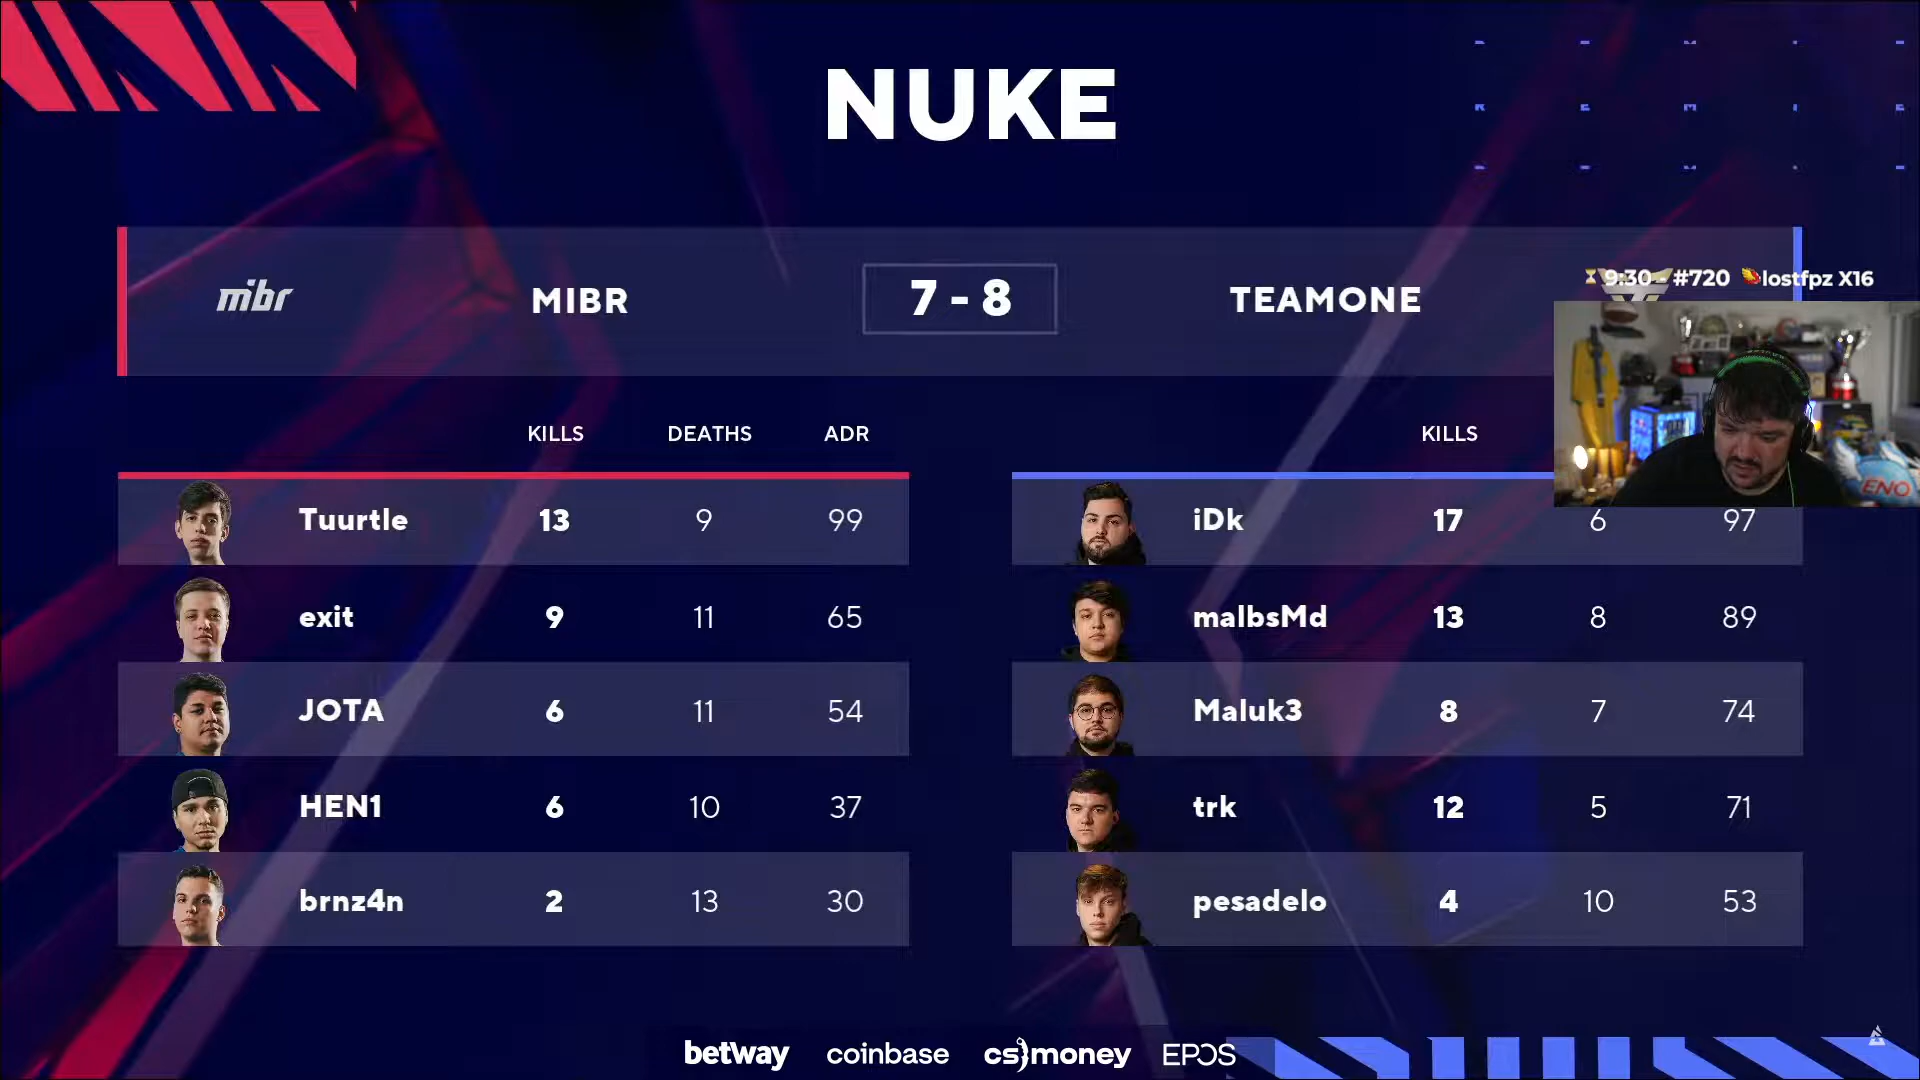 NUKE
mibr MIBR 7 - 8 TEAMONE
9:30 - #720 lostfpz X16
KILLS DEATHS ADR
KILLS
Tuurtle 13 9 99
iDk 17 6 97
exit 9 11 65
malbsMd 13 8 89
JOTA 6 11 54
Maluk3 8 7 74
HEN1 6 10 37
trk 12 5 71
brnz4n 2 13 30
pesadelo 4 10 53
ENO
betway coinbase cs}money EPOS